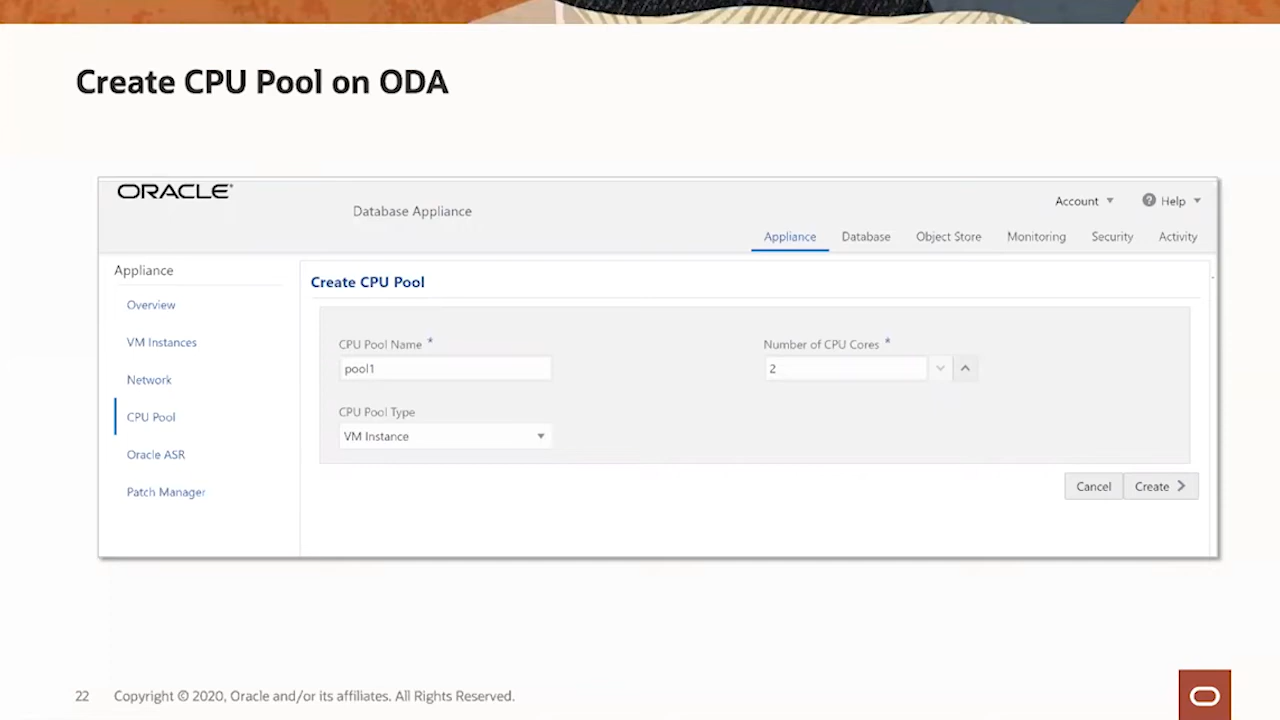 Create CPU Pool on ODA
ORACLE®
Database Appliance
Account
Help
Appliance
Database
Object Store
Monitoring
Security
Activity
Appliance
Overview
VM Instances
Network
CPU Pool
Oracle ASR
Patch Manager
Create CPU Pool
CPU Pool Name *
pool1
Number of CPU Cores *
2
CPU Pool Type
VM Instance
Cancel
Create
22 Copyright © 2020, Oracle and/or its affiliates. All Rights Reserved.